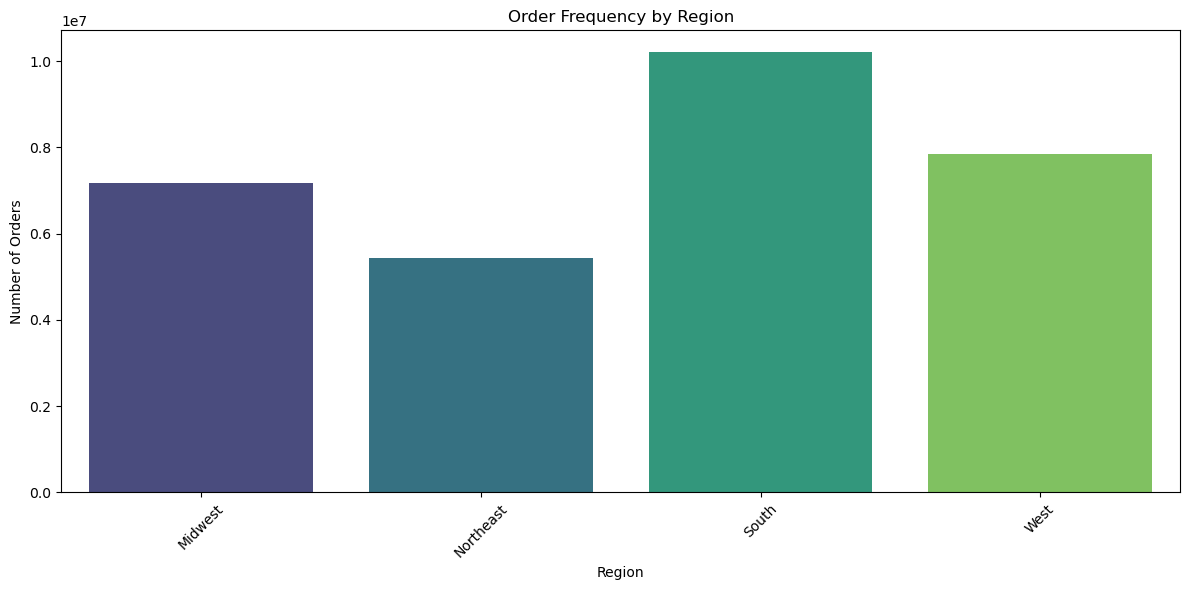 Order Frequency by Region
1e7
1.0
0.8
0.6
0.4
0.2
0.0
Number of Orders
Midwest
Northeast
South
West
Region